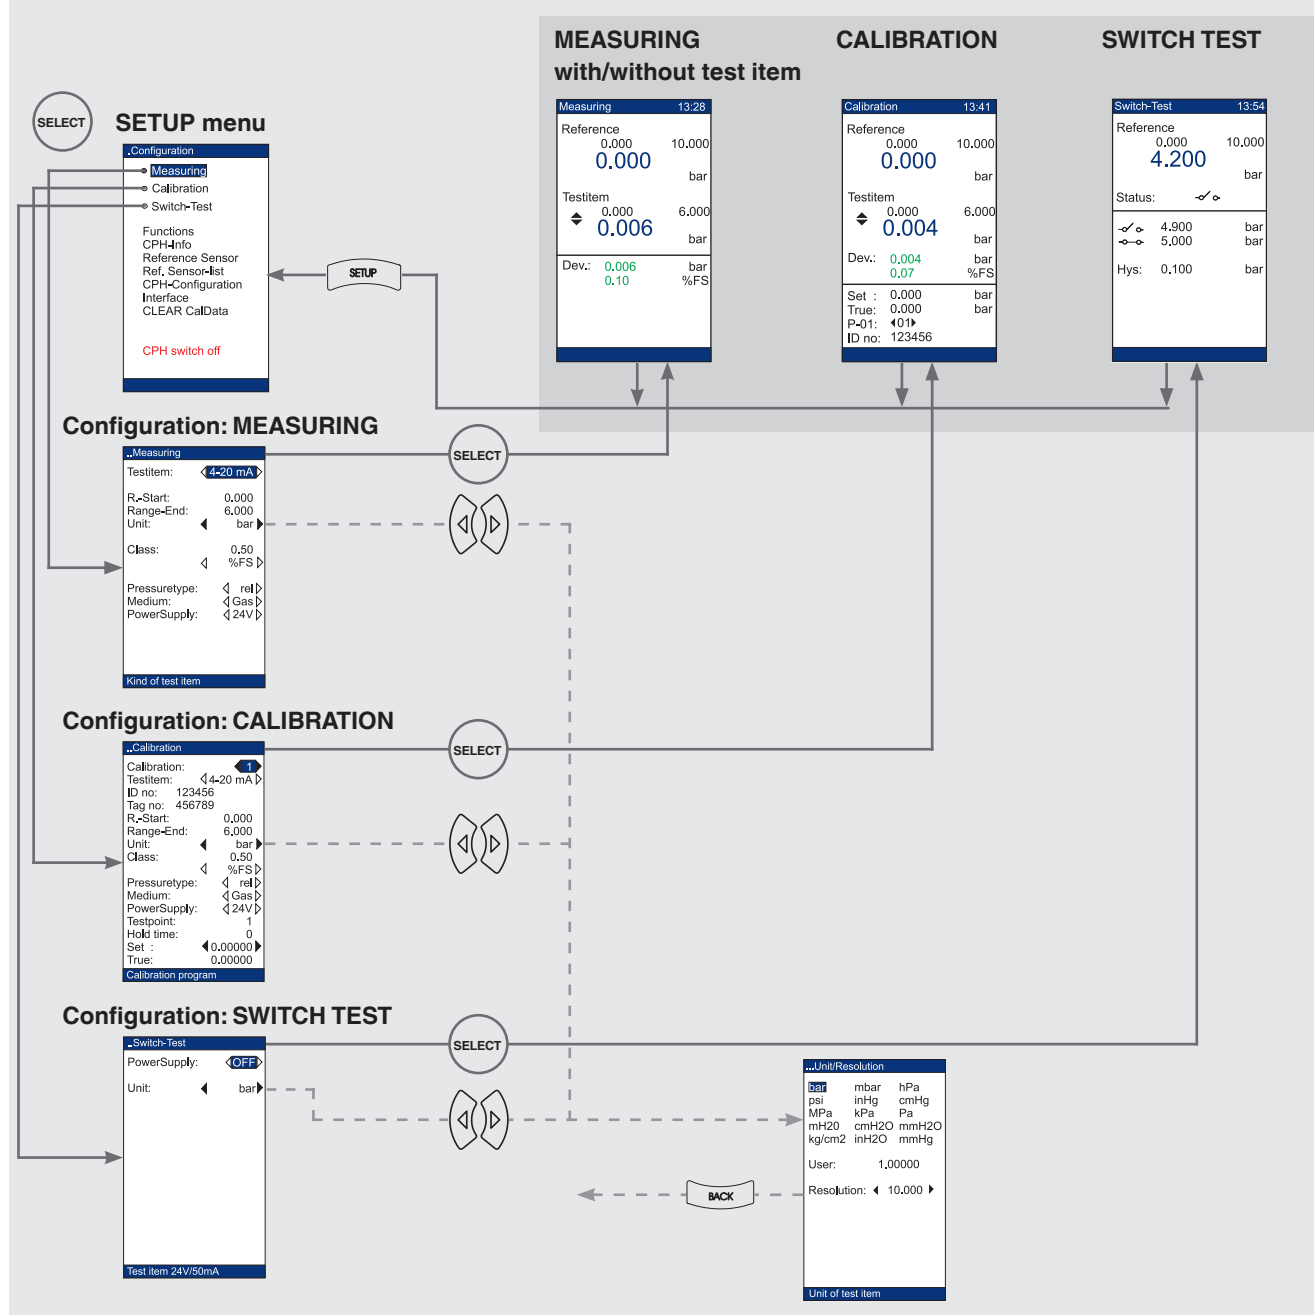 MEASURING
with/without test item
CALIBRATION
SWITCH TEST
Measuring 13:28
Reference
0.000 10.000
0.000
bar
Testitem
0.000 6.000
0.006
bar
Dev.: 0.006 bar
0.10 %FS
Calibration 13:41
Reference
0.000 10.000
0.000
bar
Testitem
0.000 6.000
0.004
bar
Dev.: 0.004 bar
0.07 %FS
Set : 0.000 bar
True: 0.000 bar
P-01: 01
ID no: 123456
Switch-Test 13:54
Reference
0.000 10.000
4.200
bar
Status:
4.900 bar
5.000 bar
Hys: 0.100 bar
SELECT
SETUP menu
.Configuration
Measuring
Calibration
Switch-Test
Functions
CPH-Info
Reference Sensor
Ref. Sensor-list
CPH-Configuration
Interface
CLEAR CalData
CPH switch off
SETUP
Configuration: MEASURING
..Measuring
Testitem: 4-20 mA
R.-Start: 0.000
Range-End: 6.000
Unit: bar
Class: 0.50
%FS
Pressuretype: rel
Medium: Gas
PowerSupply: 24V
Kind of test item
SELECT
Configuration: CALIBRATION
..Calibration
Calibration: 1
Testitem: 4-20 mA
ID no: 123456
Tag no: 456789
R.-Start: 0.000
Range-End: 6.000
Unit: bar
Class: 0.50
%FS
Pressuretype: rel
Medium: Gas
PowerSupply: 24V
Testpoint: 1
Hold time: 0
Set : 0.00000
True: 0.00000
Calibration program
SELECT
Configuration: SWITCH TEST
..Switch-Test
PowerSupply: OFF
Unit: bar
Test item 24V/50mA
SELECT
...Unit/Resolution
bar mbar hPa
psi inHg cmHg
MPa kPa Pa
mH20 cmH2O mmH2O
kg/cm2 inH2O mmHg
User: 1.00000
Resolution: 10.000
Unit of test item
BACK